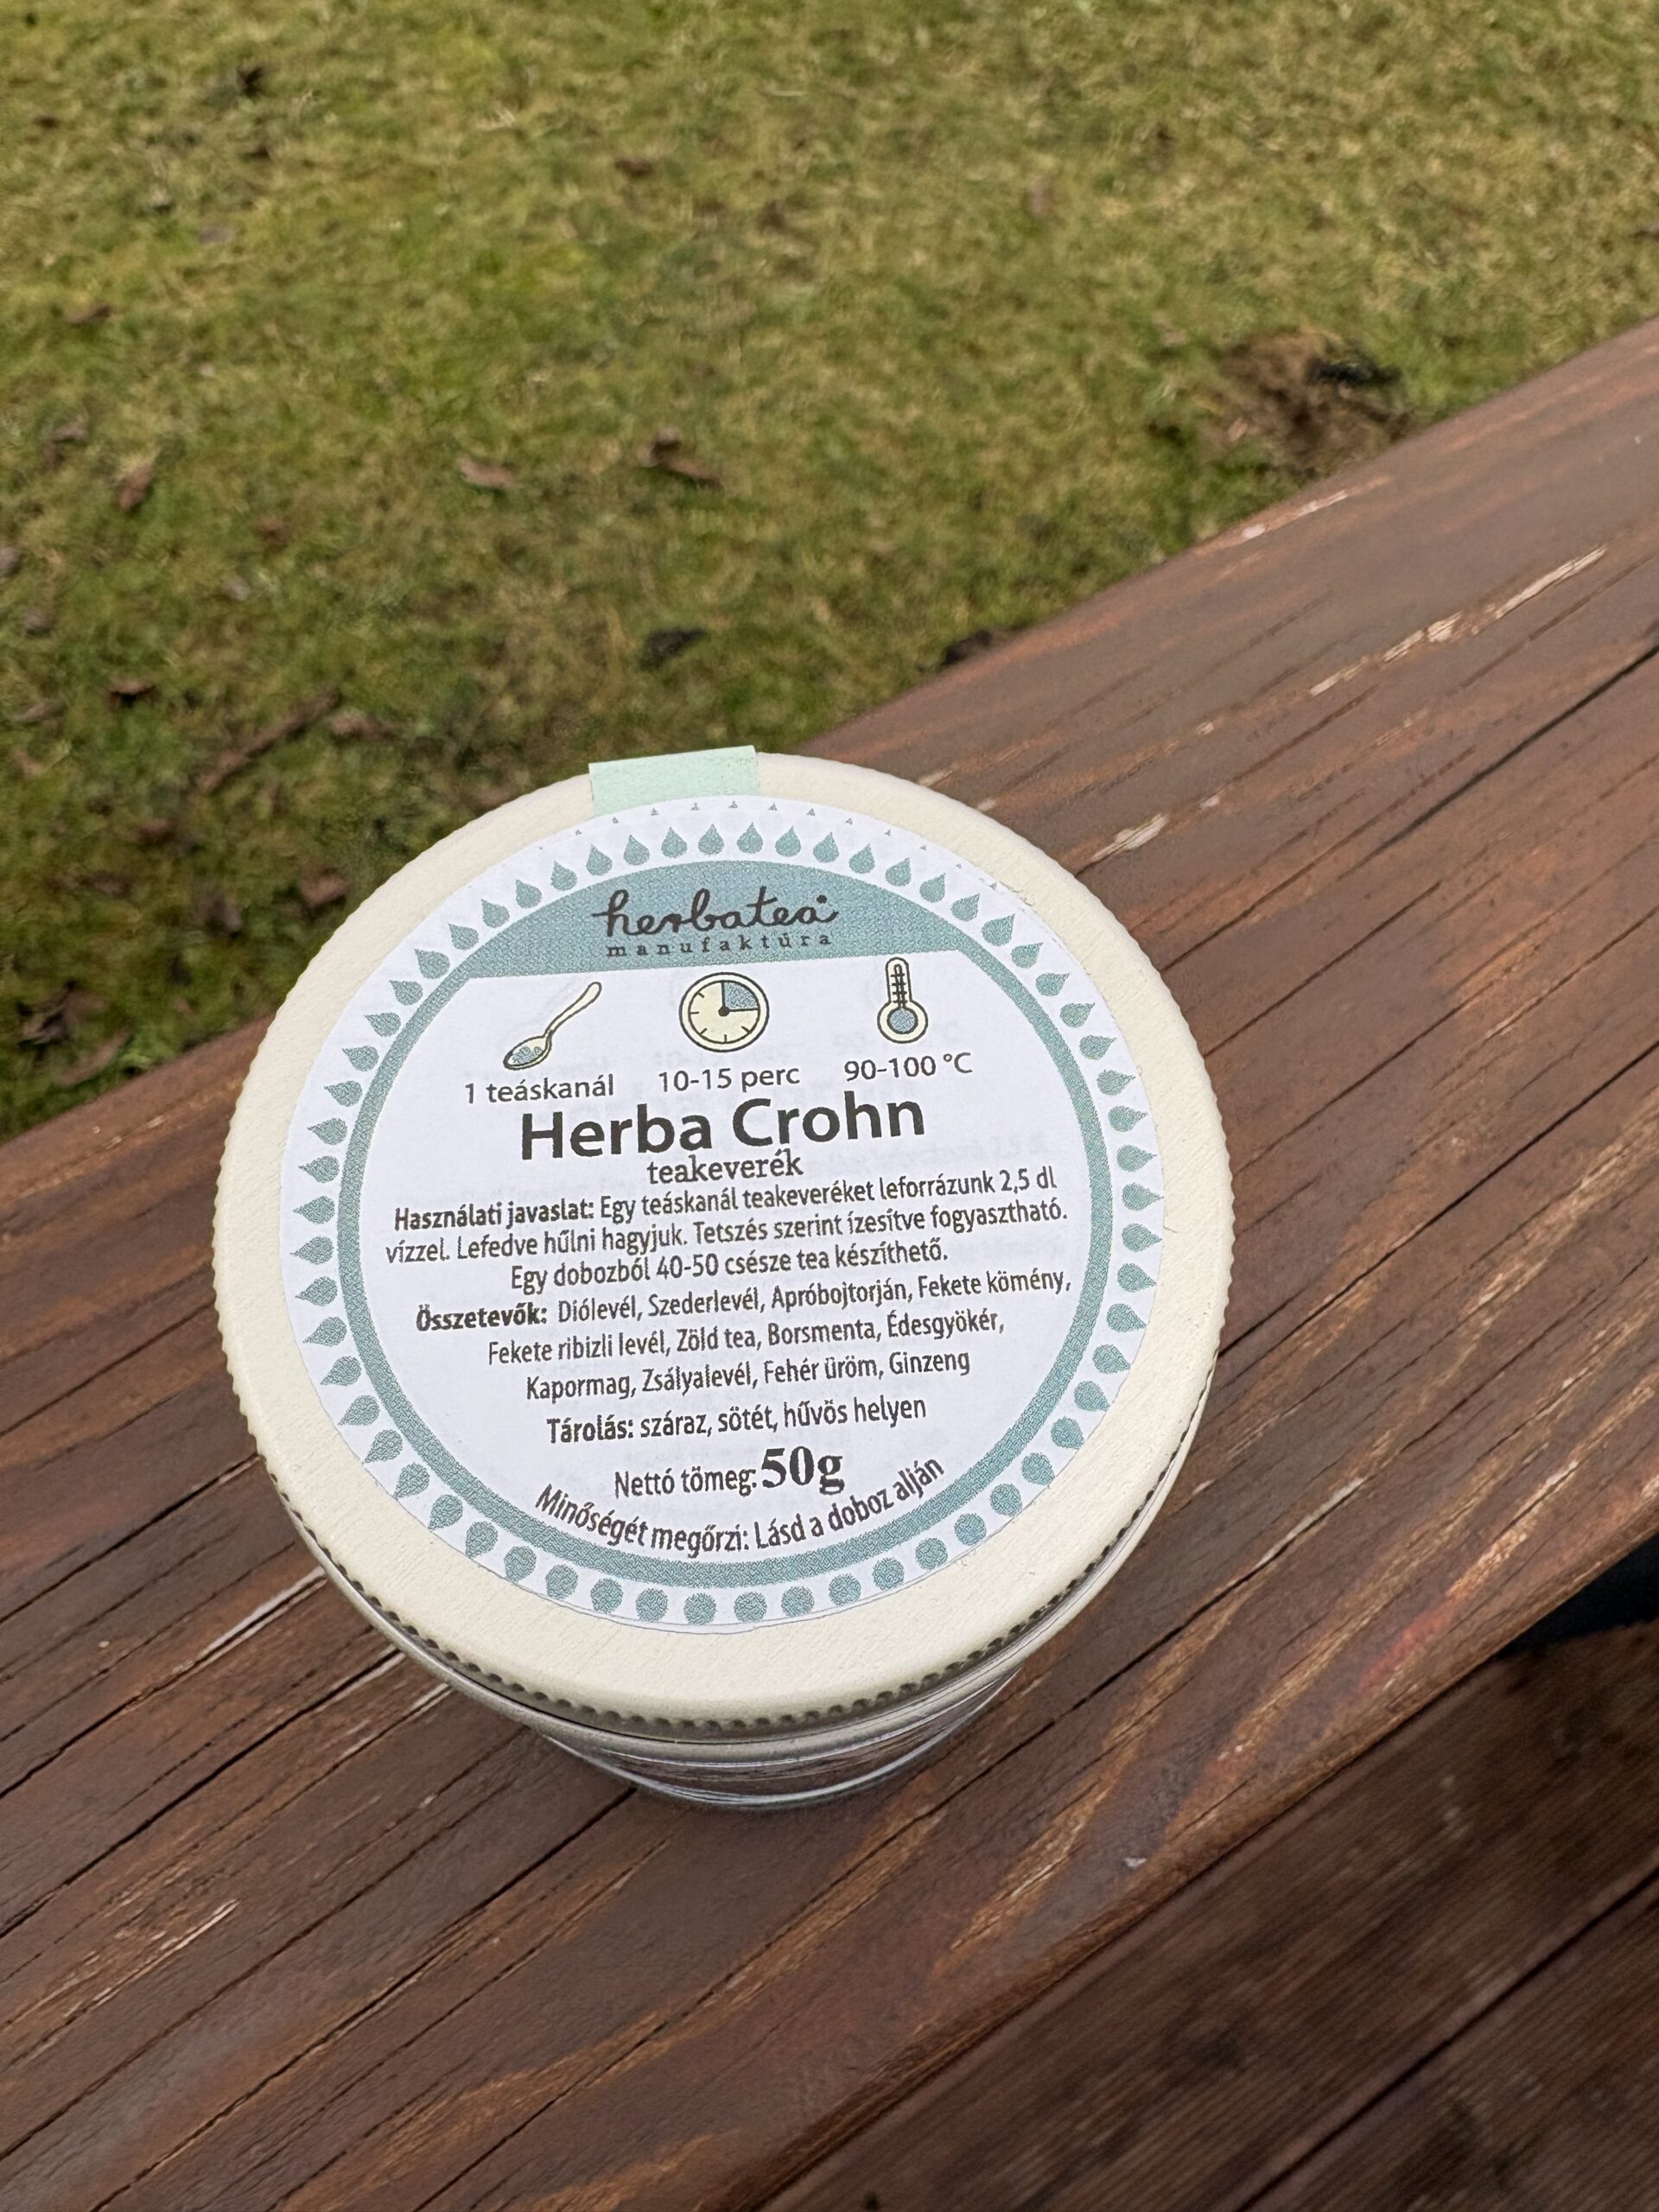 herbatea
manufaktúra
1 teáskanál 10-15 perc 90-100 °C
Herba Crohn
teakeverék
Használati javaslat: Egy teáskanál teakeveréket leforrázunk 2,5 dl
vízzel. Lefedve hűlni hagyjuk. Tetszés szerint ízesítve fogyasztható.
Egy dobozból 40-50 csésze tea készíthető.
Összetevők: Diólevél, Szederlevél, Apróbojtorján, Fekete kömény,
Fekete ribizli levél, Zöld tea, Borsmenta, Édesgyökér,
Kapormag, Zsályalevél, Fehér üröm, Ginzeng
Tárolás: száraz, sötét, hűvös helyen
Nettó tömeg: 50g
Minőségét megőrzi: Lásd a doboz alján